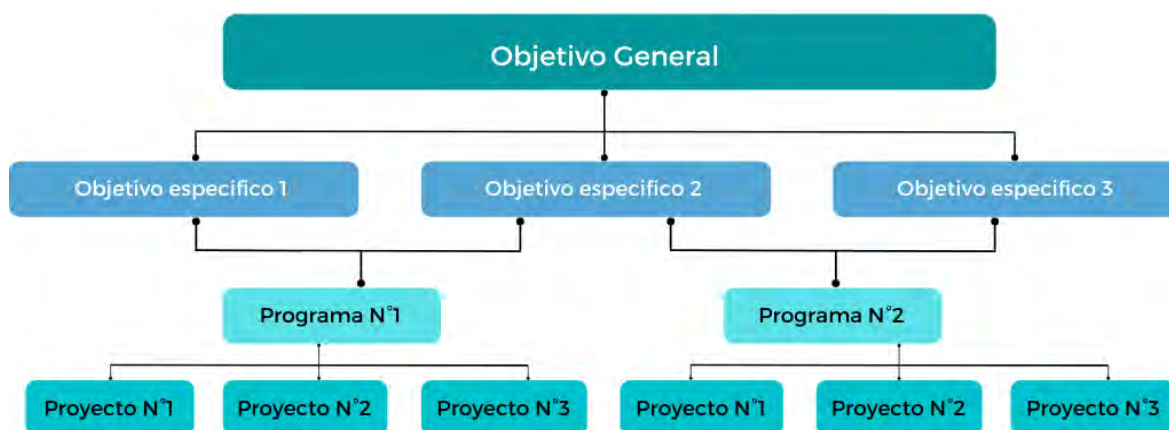 Objetivo General
Objetivo especifico 1
Objetivo especifico 2
Objetivo especifico 3
Programa N°1
Programa N°2
Proyecto N°1
Proyecto N°2
Proyecto N°3
Proyecto N°1
Proyecto N°2
Proyecto N°3